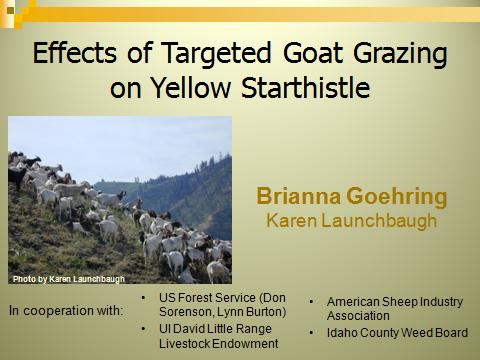 Effects of Targeted Goat Grazing
on Yellow Starthistle
Brianna Goehring
Karen Launchbaugh
Photo by Karen Launchbaugh
In cooperation with:
• US Forest Service (Don
Sorenson, Lynn Burton)
• UI David Little Range
Livestock Endowment
• American Sheep Industry
Association
• Idaho County Weed Board